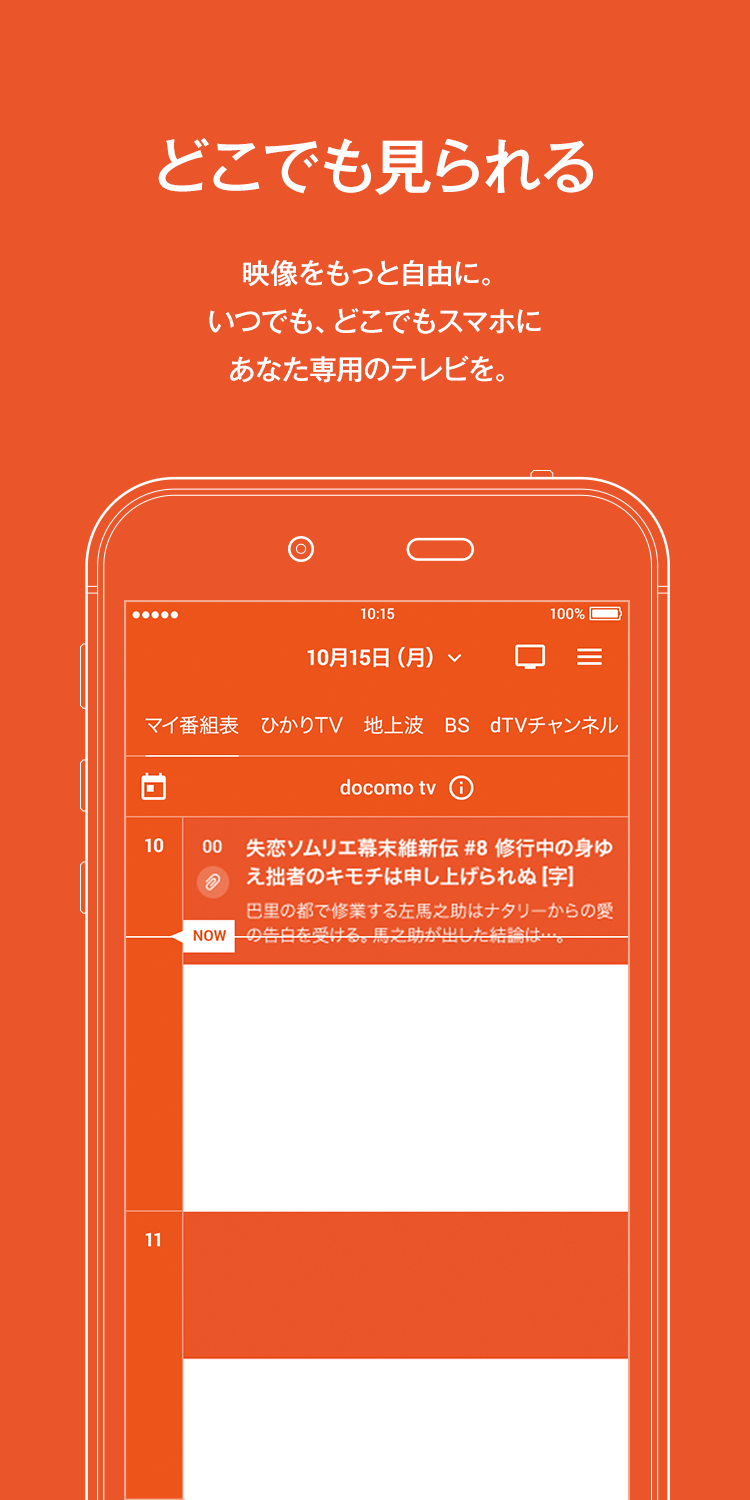 どこでも見られる
映像をもっと自由に。
いつでも、どこでもスマホに
あなた専用のテレビを。
10:15
100%
10月15日（月）
マイ番組表 ひかりTV 地上波 BS dTVチャンネル
docomo tv
10
00
失恋ソムリエ幕末維新伝 #8 修行中の身ゆ
え拙者のキモチは申し上げられぬ [字]
巴里の都で修業する左馬之助はナタリーからの愛
の告白を受ける。馬之助が出した結論は…。
NOW
11